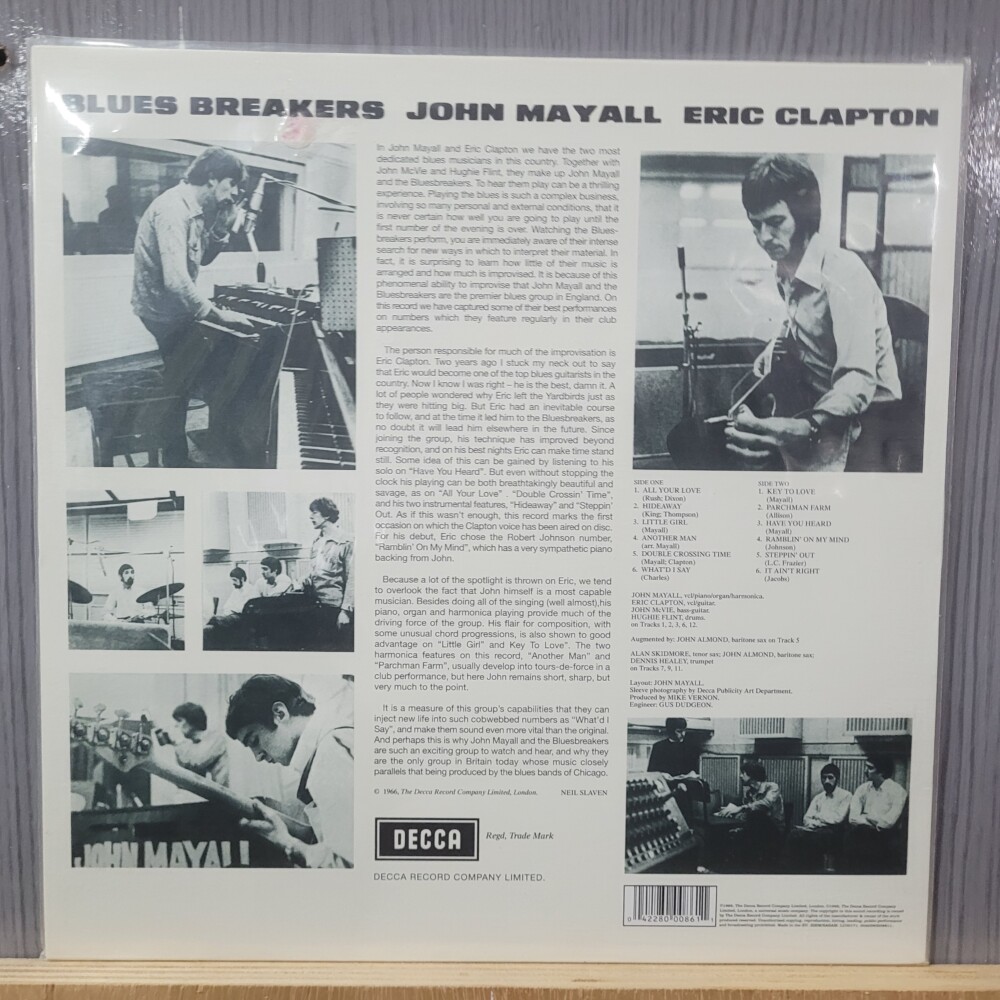 BLUES BREAKERS JOHN MAYALL ERIC CLAPTON
In John Mayall and Eric Clapton we have the two most
dedicated blues musicians in this country. Together with
John McVie and Hughie Flint, they make up John Mayall
and the Bluesbreakers. To hear them play can be a thrilling
experience. Playing the blues is such a complex business,
involving so many personal and external conditions, that it
is never certain how well you are going to play until the
first number of the evening is over. Watching the Blues-
breakers perform, you are immediately aware of their intense
search for new ways in which to interpret their material. In
fact, it is surprising to learn how little of their music is
arranged and how much is improvised. It is because of this
phenomenal ability to improvise that John Mayall and the
Bluesbreakers are the premier blues group in England. On
this record we have captured some of their best performances
on numbers which they feature regularly in their club
appearances.
The person responsible for much of the improvisation is
Eric Clapton. Two years ago I stuck my neck out to say
that Eric would become one of the top blues guitarists in the
country. Now I know I was right – he is the best, damn it. A
lot of people wondered why Eric left the Yardbirds just as
they were hitting big. But Eric had an inevitable course
to follow, and at the time it led him to the Bluesbreakers, as
no doubt it will lead him elsewhere in the future. Since
joining the group, his technique has improved beyond
recognition, and on his best nights Eric can make time stand
still. Some idea of this can be gained by listening to his
solo on "Have You Heard". But even without stopping the
clock his playing can be both breathtakingly beautiful and
savage, as on "All Your Love" . "Double Crossin' Time",
and his two instrumental features, "Hideaway" and "Steppin'
Out. As if this wasn't enough, this record marks the first
occasion on which the Clapton voice has been aired on disc.
For his debut, Eric chose the Robert Johnson number,
"Ramblin' On My Mind", which has a very sympathetic piano
backing from John.
Because a lot of the spotlight is thrown on Eric, we tend
to overlook the fact that John himself is a most capable
musician. Besides doing all of the singing (well almost),his
piano, organ and harmonica playing provide much of the
driving force of the group. His flair for composition, with
some unusual chord progressions, is also shown to good
advantage on "Little Girl" and Key To Love". The two
harmonica features on this record, "Another Man" and
"Parchman Farm", usually develop into tours-de-force in a
club performance, but here John remains short, sharp, but
very much to the point.
It is a measure of this group's capabilities that they can
inject new life into such cobwebbed numbers as "What'd I
Say", and make them sound even more vital than the original.
And perhaps this is why John Mayall and the Bluesbreakers
are such an exciting group to watch and hear, and why they
are the only group in Britain today whose music closely
parallels that being produced by the blues bands of Chicago.
© 1966, The Decca Record Company Limited, London. NEIL SLAVEN
DECCA Regd, Trade Mark
DECCA RECORD COMPANY LIMITED.
SIDE ONE
1. ALL YOUR LOVE
(Rush; Dixon)
2. HIDEAWAY
(King; Thompson)
3. LITTLE GIRL
(Mayall)
4. ANOTHER MAN
(arr. Mayall)
5. DOUBLE CROSSING TIME
(Mayall; Clapton)
6. WHAT'D I SAY
(Charles)
SIDE TWO
1. KEY TO LOVE
(Mayall)
2. PARCHMAN FARM
(Allison)
3. HAVE YOU HEARD
(Mayall)
4. RAMBLIN' ON MY MIND
(Johnson)
5. STEPPIN' OUT
(L.C. Frazier)
6. IT AIN'T RIGHT
(Jacobs)
JOHN MAYALL, vcl/piano/organ/harmonica.
ERIC CLAPTON, vcl/guitar.
JOHN McVIE, bass-guitar.
HUGHIE FLINT, drums.
on Tracks 1, 2, 3, 6, 12.
Augmented by: JOHN ALMOND, baritone sax on Track 5
ALAN SKIDMORE, tenor sax; JOHN ALMOND, baritone sax;
DENNIS HEALEY, trumpet
on Tracks 7, 9, 11.
Layout: JOHN MAYALL.
Sleeve photography by Decca Publicity Art Department.
Produced by MIKE VERNON.
Engineer: GUS DUDGEON.
JOHN MAYALL
0 42280 00861 1